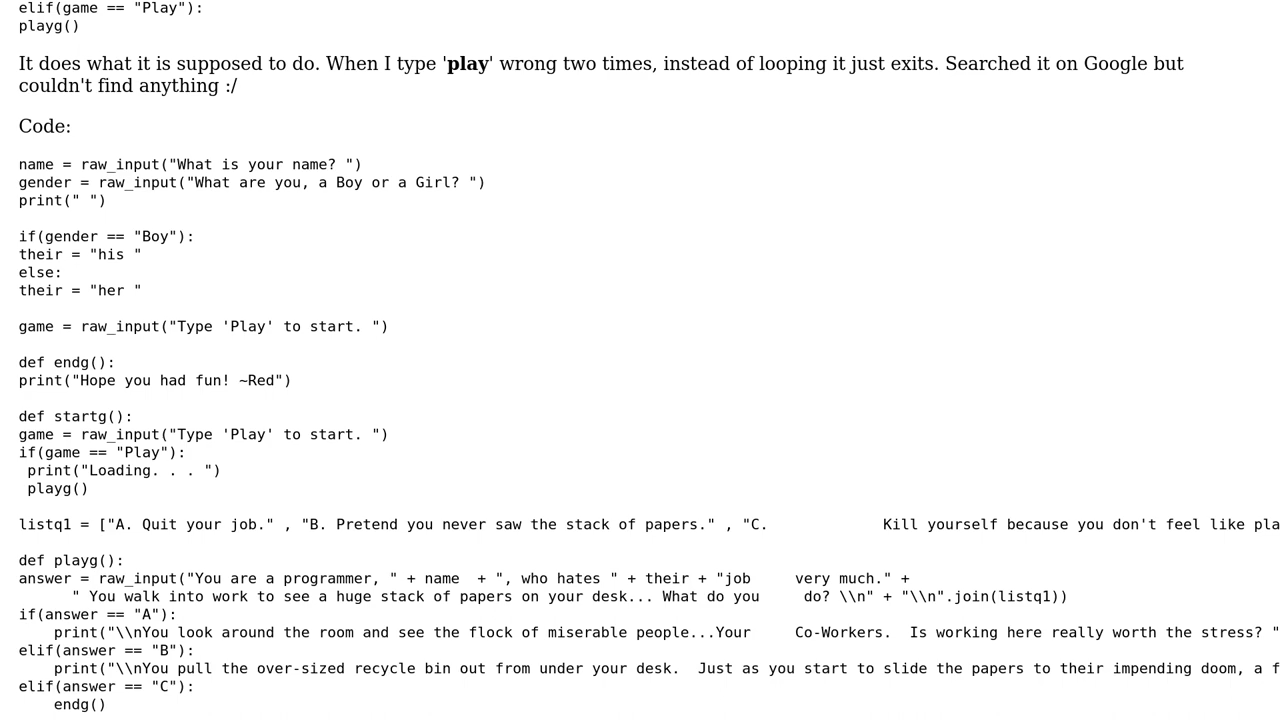 elif(game == "Play"):
playg()
It does what it is supposed to do. When I type 'play' wrong two times, instead of looping it just exits. Searched it on Google but
couldn't find anything :/
Code:
name = raw_input("What is your name? ")
gender = raw_input("What are you, a Boy or a Girl? ")
print(" ")
if(gender == "Boy"):
their = "his "
else:
their = "her "
game = raw_input("Type 'Play' to start. ")
def endg():
print("Hope you had fun! ~Red")
def startg():
game = raw_input("Type 'Play' to start. ")
if(game == "Play"):
 print("Loading. . . ")
 playg()
listq1 = ["A. Quit your job." , "B. Pretend you never saw the stack of papers." , "C.             Kill yourself because you don't feel like pla
def playg():
answer = raw_input("You are a programmer, " + name  + ", who hates " + their + "job     very much." +
      " You walk into work to see a huge stack of papers on your desk... What do you     do? \\n" + "\\n".join(listq1))
if(answer == "A"):
    print("\\nYou look around the room and see the flock of miserable people...Your     Co-Workers.  Is working here really worth the stress? "
elif(answer == "B"):
    print("\\nYou pull the over-sized recycle bin out from under your desk.  Just as you start to slide the papers to their impending doom, a f
elif(answer == "C"):
    endg()